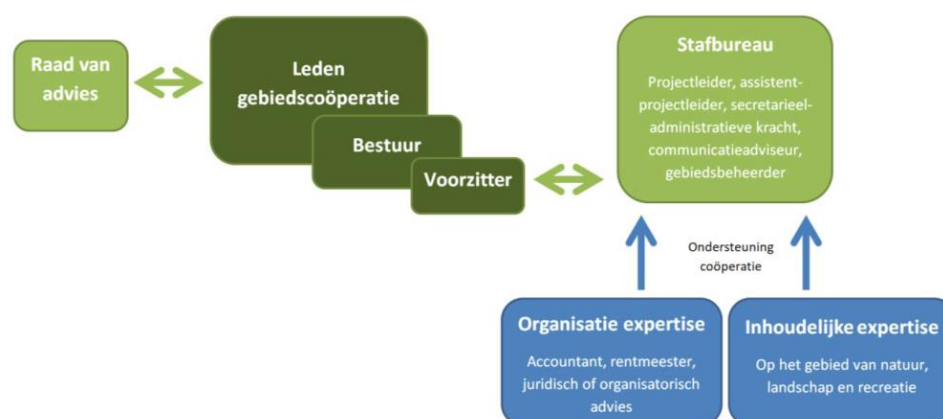 Raad van
advies
Leden
gebiedscoöperatie
Bestuur
Voorzitter
Stafbureau
Projectleider, assistent-
projectleider, secretarieel-
administratieve kracht,
communicatieadviseur,
gebiedsbeheerder
Ondersteuning
coöperatie
Organisatie expertise
Accountant, rentmeester,
juridisch of organisatorisch
advies
Inhoudelijke expertise
Op het gebied van natuur,
landschap en recreatie